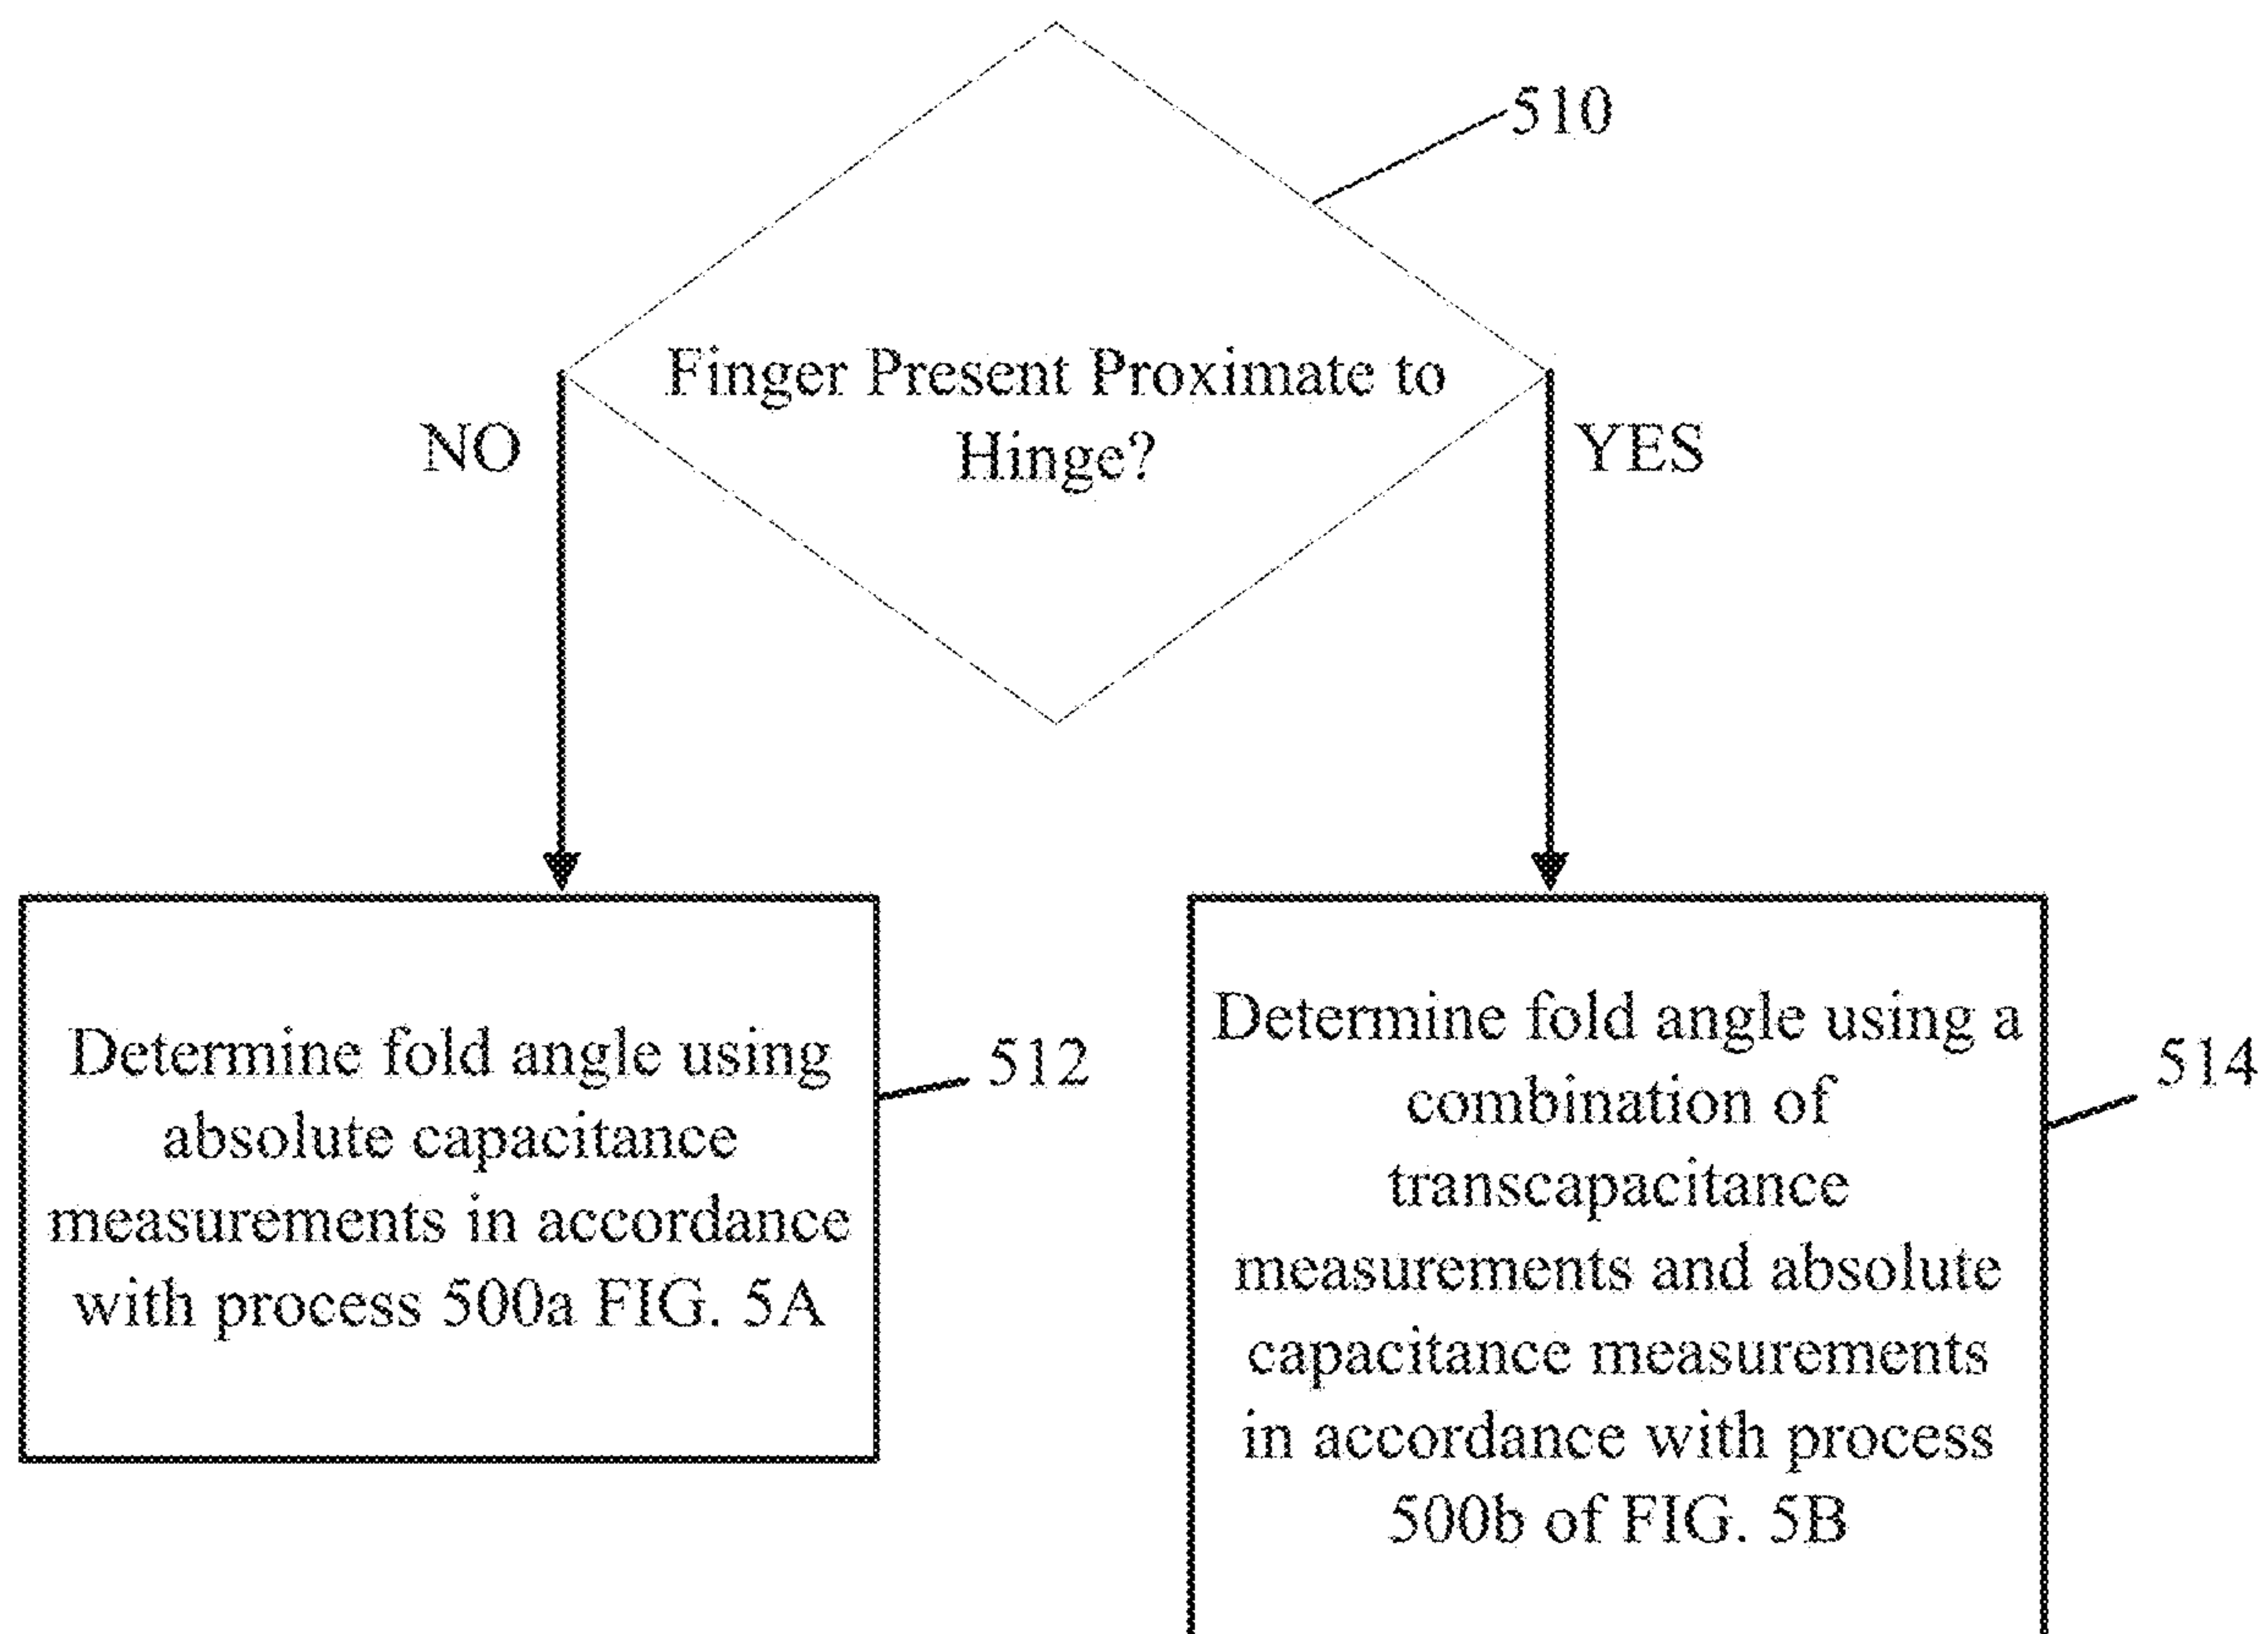 510
Finger Present Proximate to
Hinge?
NO
YES
Determine fold angle using
absolute capacitance
measurements in accordance
with process 500a FIG. 5A
512
Determine fold angle using a
combination of
transcapacitance
measurements and absolute
capacitance measurements
in accordance with process
500b of FIG. 5B
514